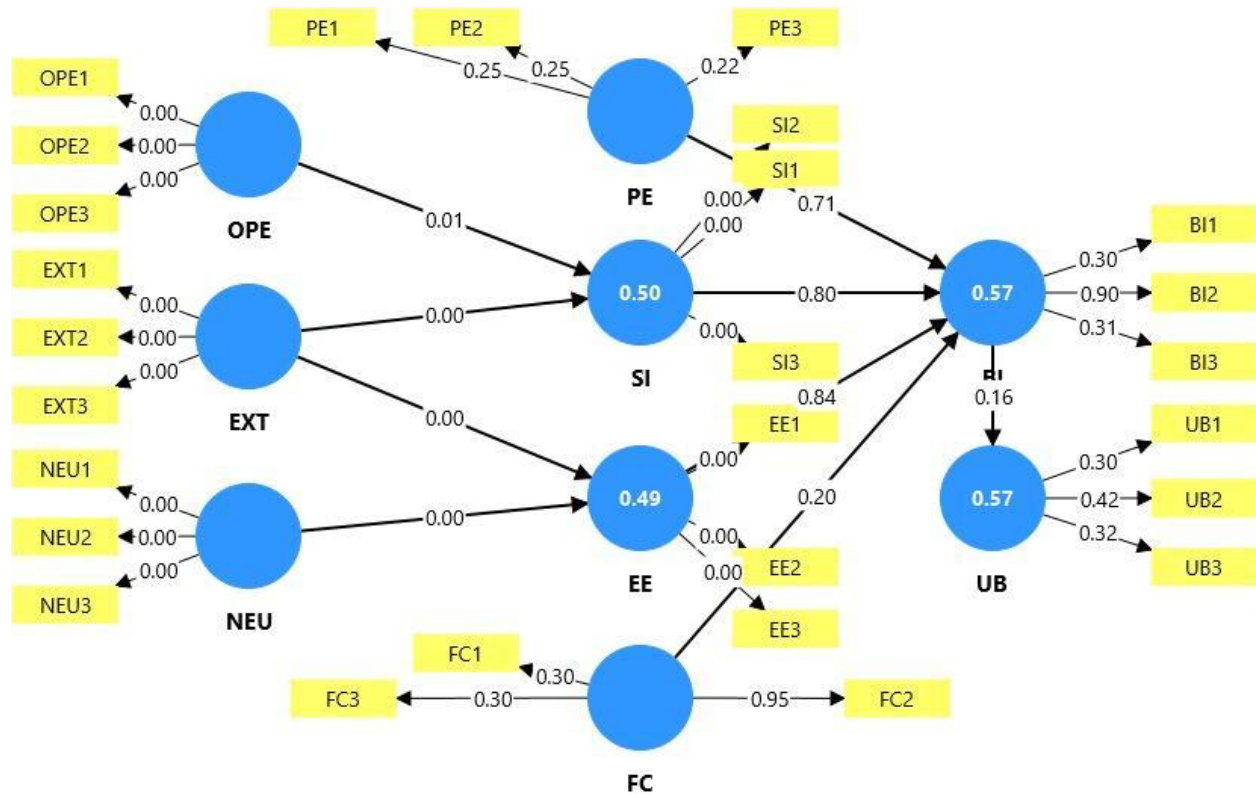 PE1
PE2
PE3
0.25
0.25
0.22
PE
OPE1
OPE2
OPE3
0.00
0.00
0.00
OPE
0.01
SI2
SI1
0.00
0.00
0.71
0.50
0.80
0.00
SI3
SI
EXT1
EXT2
EXT3
0.00
0.00
0.00
EXT
0.00
0.00
0.57
BI1
BI2
BI3
0.30
0.90
0.31
0.16
NEU1
NEU2
NEU3
0.00
0.00
0.00
NEU
0.00
0.49
0.84
EE1
0.00
0.00
0.00
EE2
EE3
EE
0.20
0.57
UB1
UB2
UB3
0.30
0.42
0.32
UB
FC1
0.30
FC3
0.30
0.95
FC2
FC